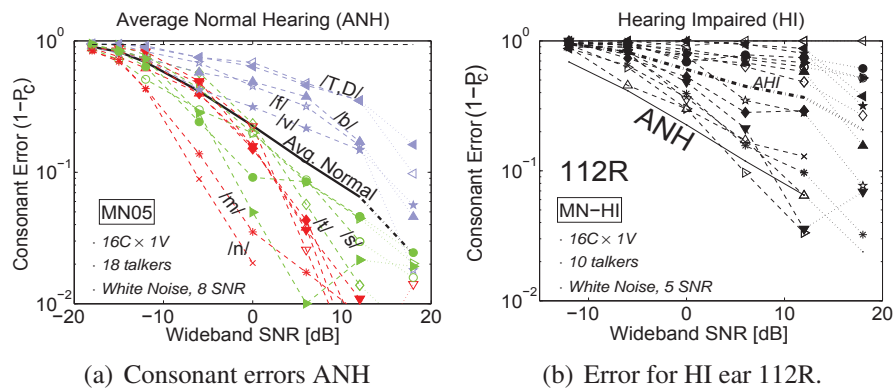 Average Normal Hearing (ANH)
Consonant Error (1−Pc)
10^0
10^−1
10^−2
/T,D/
/f/
/b/
/v/
Avg. Normal
/m/
/n/
/t/
/s/
MN05
· 16C × 1V
· 18 talkers
· White Noise, 8 SNR
−20 −10 0 10 20
Wideband SNR [dB]
(a) Consonant errors ANH
Hearing Impaired (HI)
Consonant Error (1−Pc)
10^0
10^−1
10^−2
AHI
ANH
112R
MN−HI
· 16C × 1V
· 10 talkers
· White Noise, 5 SNR
−10 0 10 20
Wideband SNR [dB]
(b) Error for HI ear 112R.